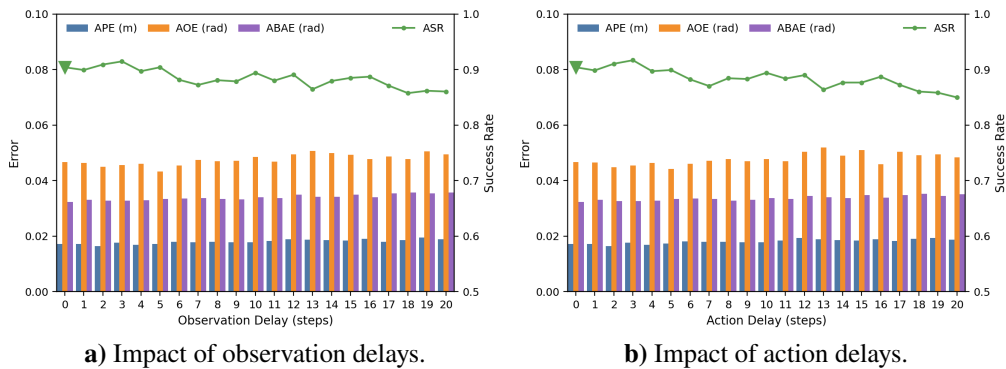 APE (m) AOE (rad) ABAE (rad) ASR
0.10
0.08
0.06
0.04
0.02
0.00
Error
1.0
0.9
0.8
0.7
0.6
0.5
Success Rate
0 1 2 3 4 5 6 7 8 9 10 11 12 13 14 15 16 17 18 19 20
Observation Delay (steps)
a) Impact of observation delays.
APE (m) AOE (rad) ABAE (rad) ASR
0.10
0.08
0.06
0.04
0.02
0.00
Error
1.0
0.9
0.8
0.7
0.6
0.5
Success Rate
0 1 2 3 4 5 6 7 8 9 10 11 12 13 14 15 16 17 18 19 20
Action Delay (steps)
b) Impact of action delays.